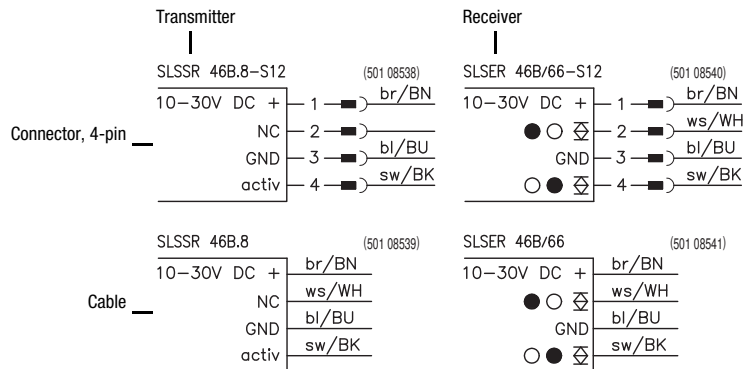 Transmitter
Receiver
SLSSR 46B.8-S12 (501 08538)
SLSER 46B/66-S12 (501 08540)
Connector, 4-pin
10-30V DC + 1 br/BN
NC 2
GND 3 bl/BU
activ 4 sw/BK
10-30V DC + 1 br/BN
2 ws/WH
GND 3 bl/BU
4 sw/BK
SLSSR 46B.8 (501 08539)
SLSER 46B/66 (501 08541)
Cable
10-30V DC + br/BN
NC ws/WH
GND bl/BU
activ sw/BK
10-30V DC + br/BN
ws/WH
GND bl/BU
sw/BK